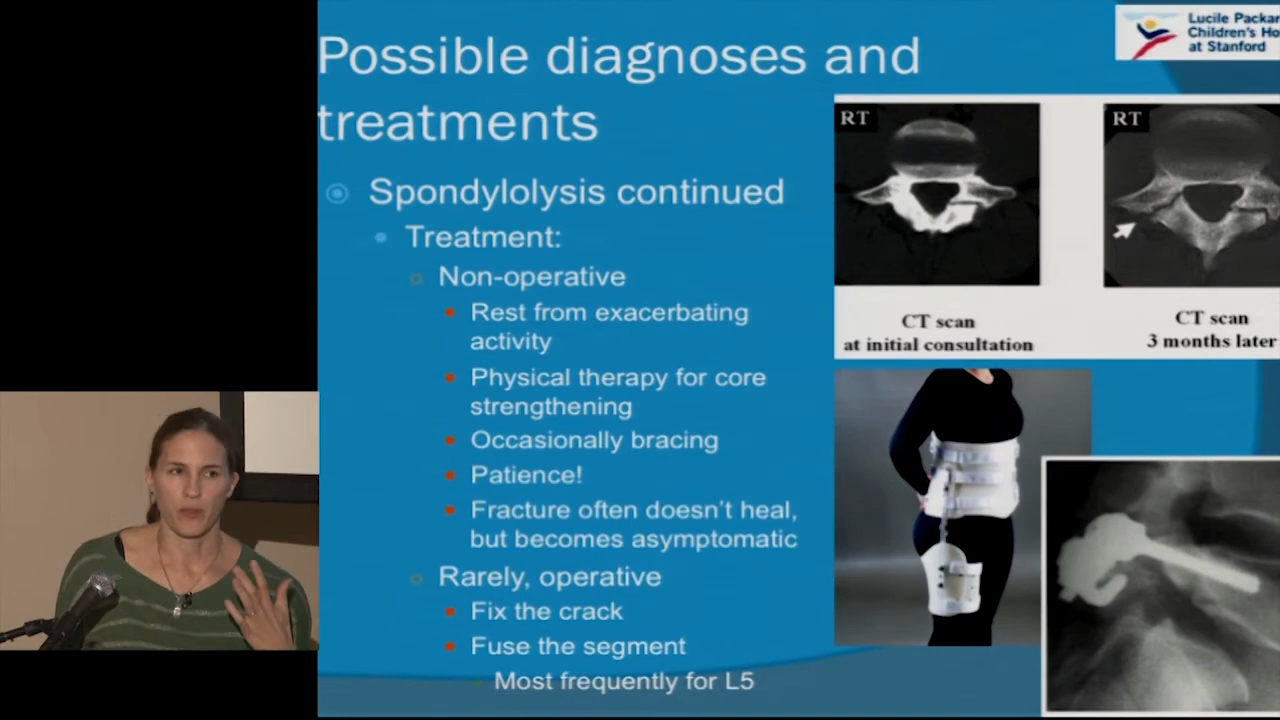 Possible diagnoses and
treatments
Lucile Packar
Children's Ho
at Stanford
Spondylolysis continued
Treatment:
Non-operative
Rest from exacerbating
activity
Physical therapy for core
strengthening
Occasionally bracing
Patience!
Fracture often doesn't heal,
but becomes asymptomatic
Rarely, operative
Fix the crack
Fuse the segment
Most frequently for L5
RT
CT scan
at initial consultation
RT
CT scan
3 months later